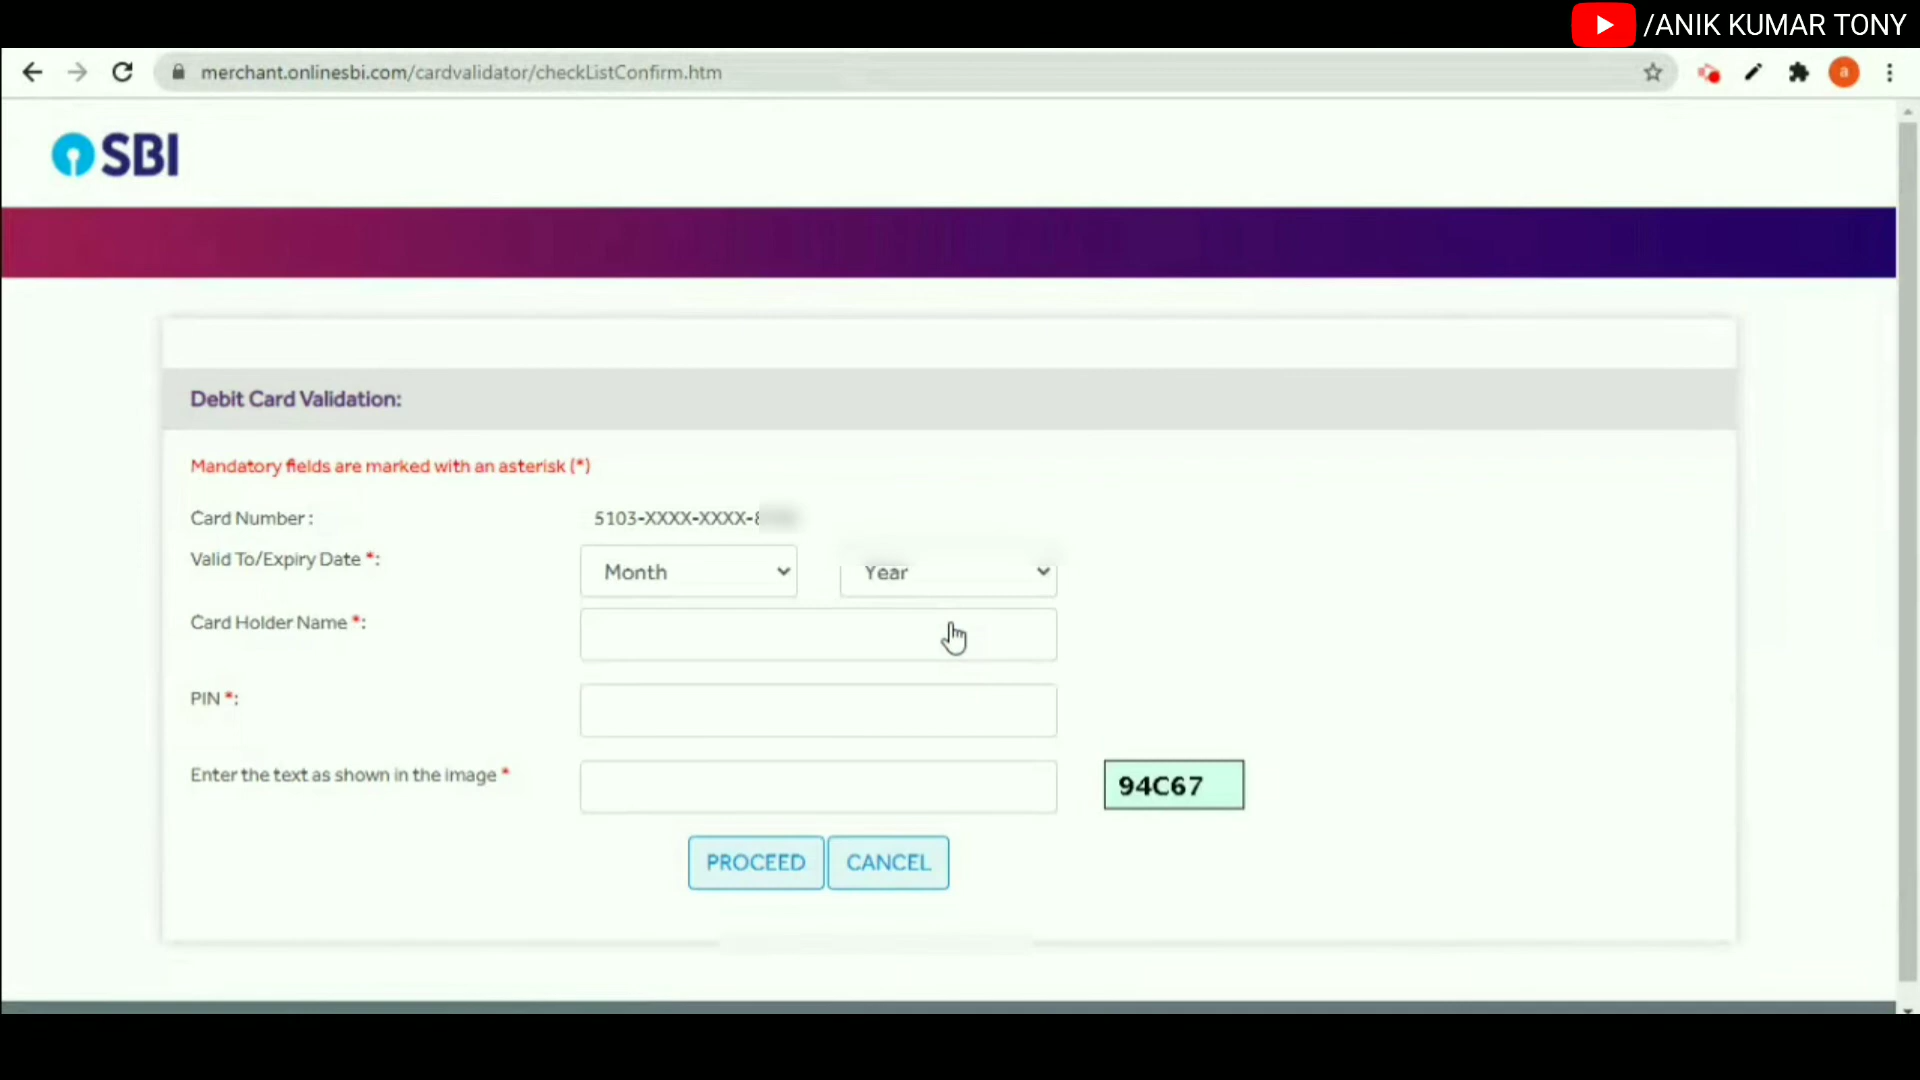 /ANIK KUMAR TONY
merchant.onlinesbi.com/cardvalidator/checkListConfirm.htm
a
SBI
Debit Card Validation:
Mandatory fields are marked with an asterisk (*)
Card Number : 5103-XXXX-XXXX-
Valid To/Expiry Date *: Month Year
Card Holder Name *:
PIN *:
Enter the text as shown in the image * 94C67
PROCEED CANCEL